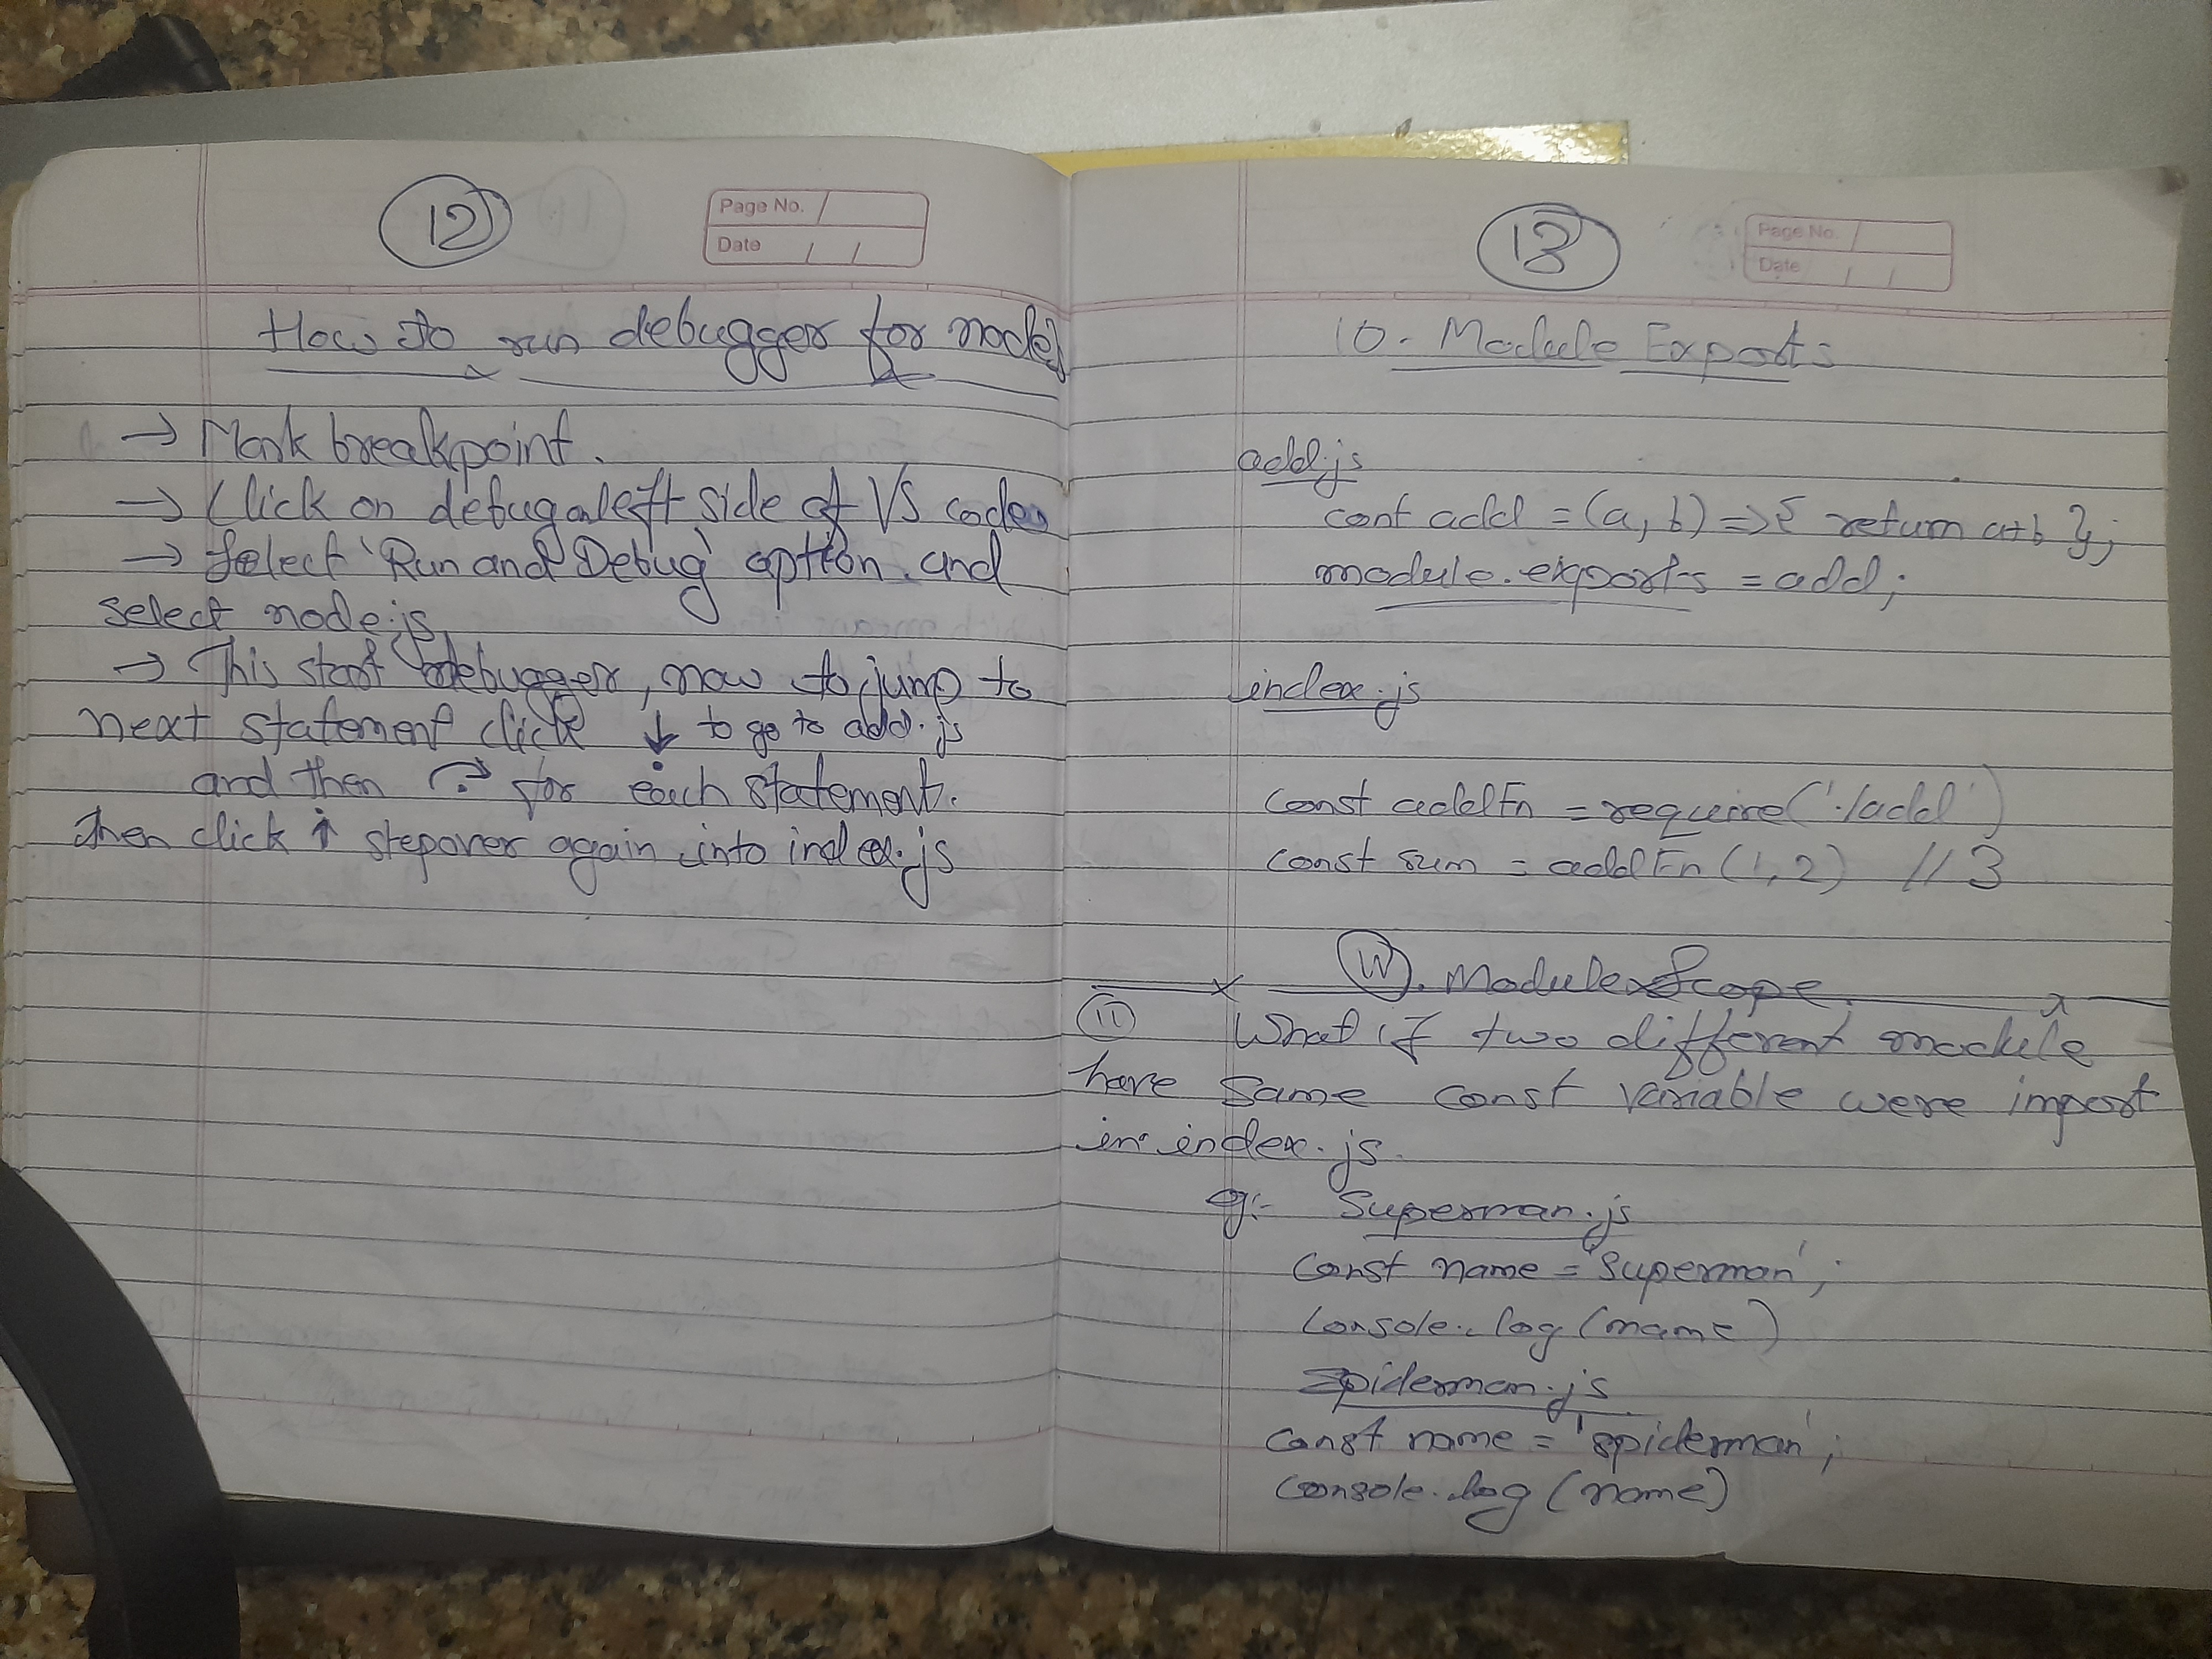 12
Page No.
Date / /
How to run debugger for nodejs
→ Mark breakpoint.
→ Click on debug on left side of VS code
→ Select 'Run and Debug' option and
select node.js
→ This start debugger, now to jump to
next statement click ↓ to go to add.js
and then ↷ for each statement.
then click ↑ stepover again into index.js
13
Page No.
Date / /
10. Module Exports
add.js
cont add = (a, b) => { return a+b };
module.exports = add;
index.js
const addFn = require('./add')
const sum = addFn (1, 2) // 3
. Module Scope.
11 What if two different module
have same const variable were import
in index.js.
eg:- Superman.js
const name = 'Superman';
console.log (name)
Spiderman.js
const name = 'spiderman';
console.log (name)